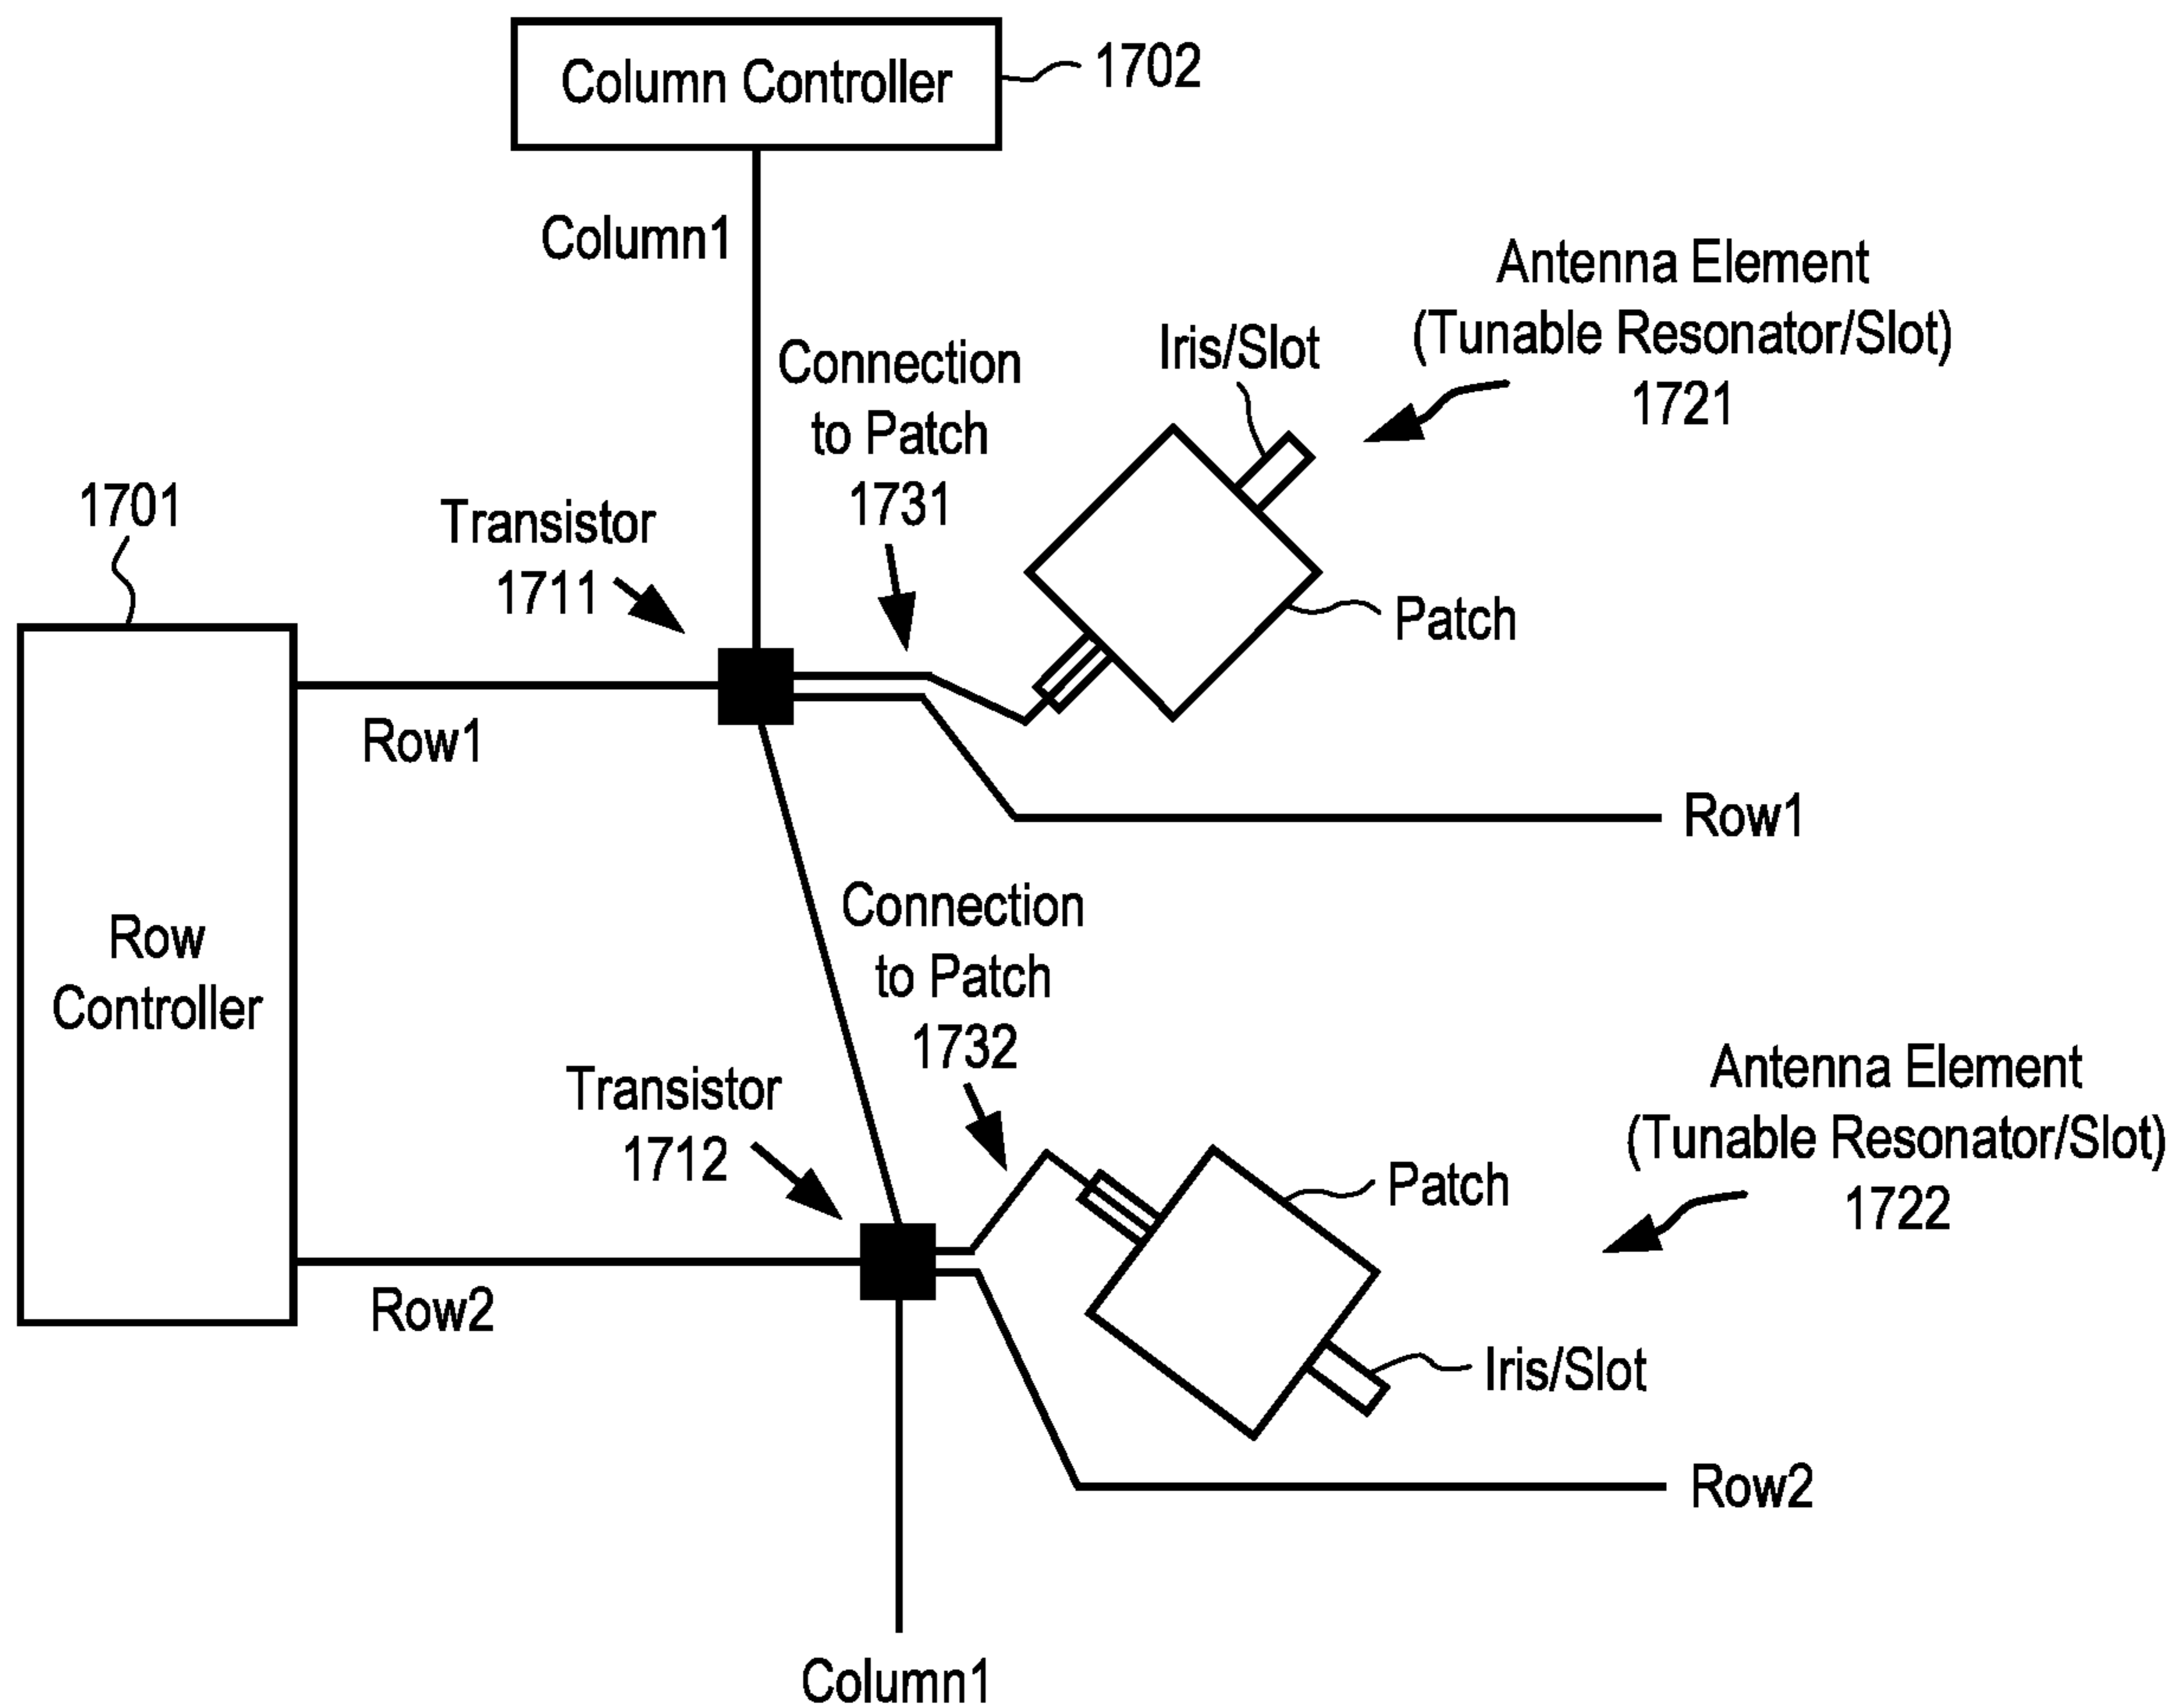 Column Controller
1702
Column1
Antenna Element
(Tunable Resonator/Slot)
1721
Iris/Slot
Connection
to Patch
1731
1701
Transistor
1711
Patch
Row1
Row1
Row
Controller
Connection
to Patch
1732
Transistor
1712
Antenna Element
(Tunable Resonator/Slot)
1722
Patch
Row2
Iris/Slot
Row2
Column1